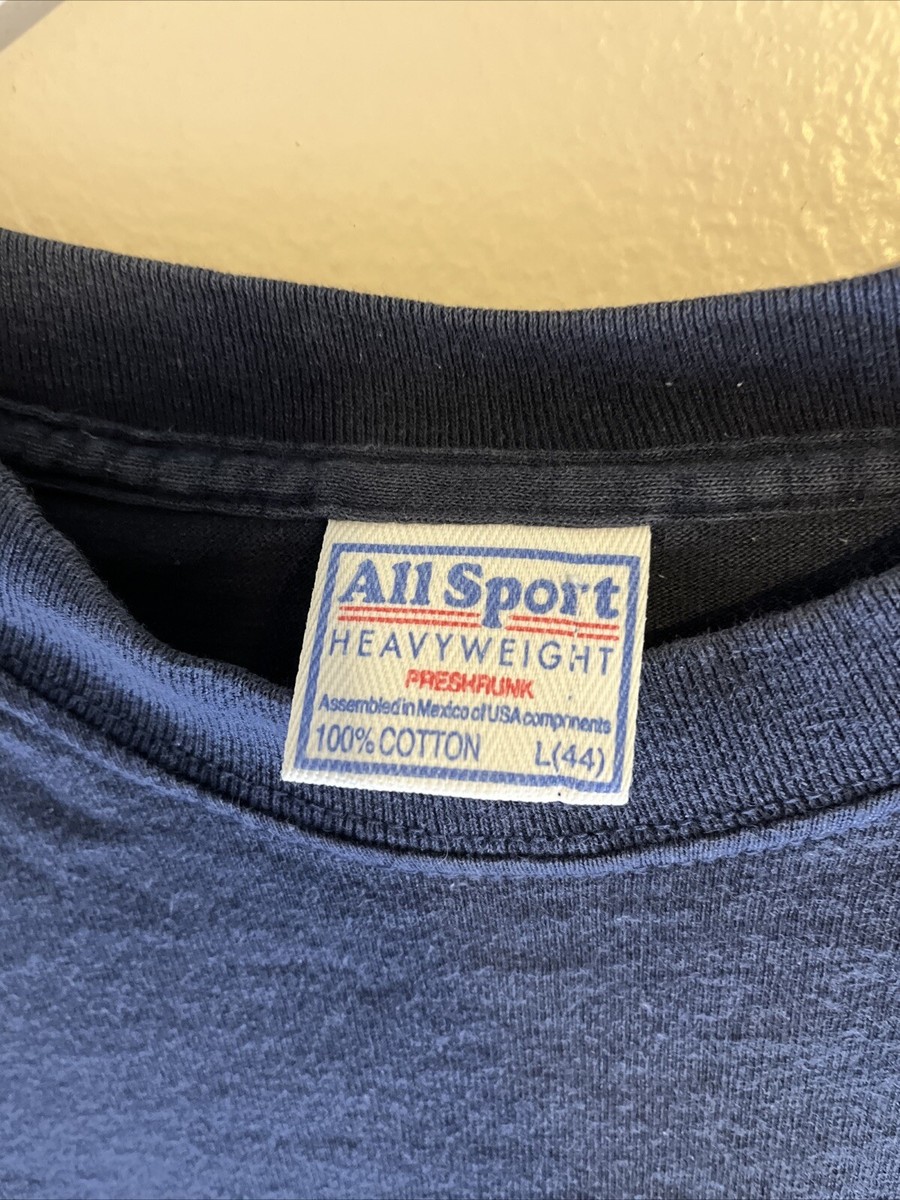 All Sport
HEAVYWEIGHT
PRESHRUNK
Assembled in Mexico of USA components
100% COTTON L(44)